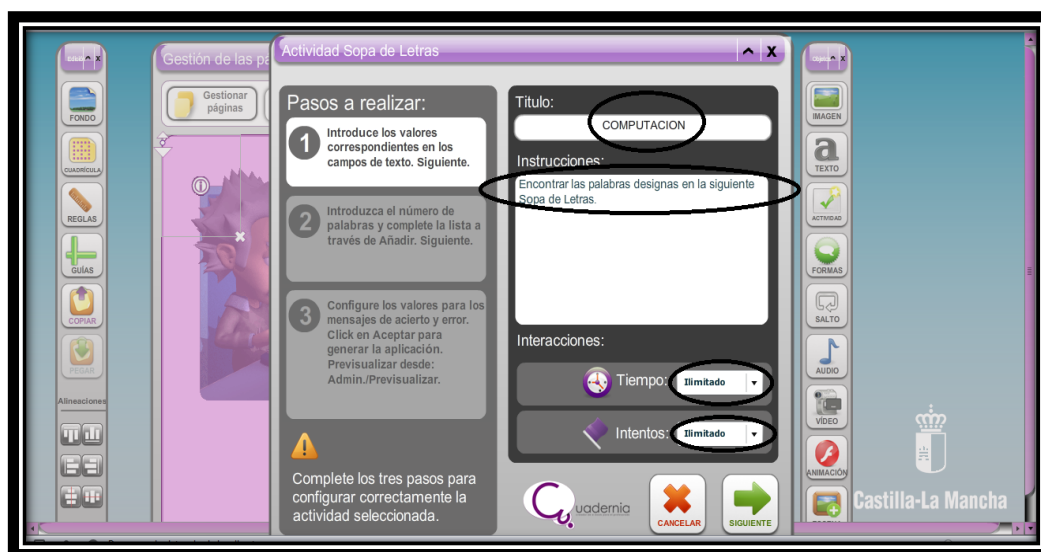 Actividad Sopa de Letras
X
Gestión de las pa
Gestionar
páginas
FONDO
CUADRÍCULA
REGLAS
GUÍAS
COPIAR
PEGAR
Alineaciones
Pasos a realizar:
1
Introduce los valores
correspondientes en los
campos de texto. Siguiente.
2
Introduzca el número de
palabras y complete la lista a
través de Añadir. Siguiente.
3
Configure los valores para los
mensajes de acierto y error.
Click en Aceptar para
generar la aplicación.
Previsualizar desde:
Admin./Previsualizar.
Complete los tres pasos para
configurar correctamente la
actividad seleccionada.
Titulo:
COMPUTACION
Instrucciones:
Encontrar las palabras designas en la siguiente
Sopa de Letras.
Interacciones:
Tiempo: Ilimitado
Intentos: Ilimitado
Cuadernia
CANCELAR
SIGUIENTE
IMAGEN
a
TEXTO
ACTIVIDAD
FORMAS
SALTO
AUDIO
VÍDEO
ANIMACIÓN
Castilla-La Mancha